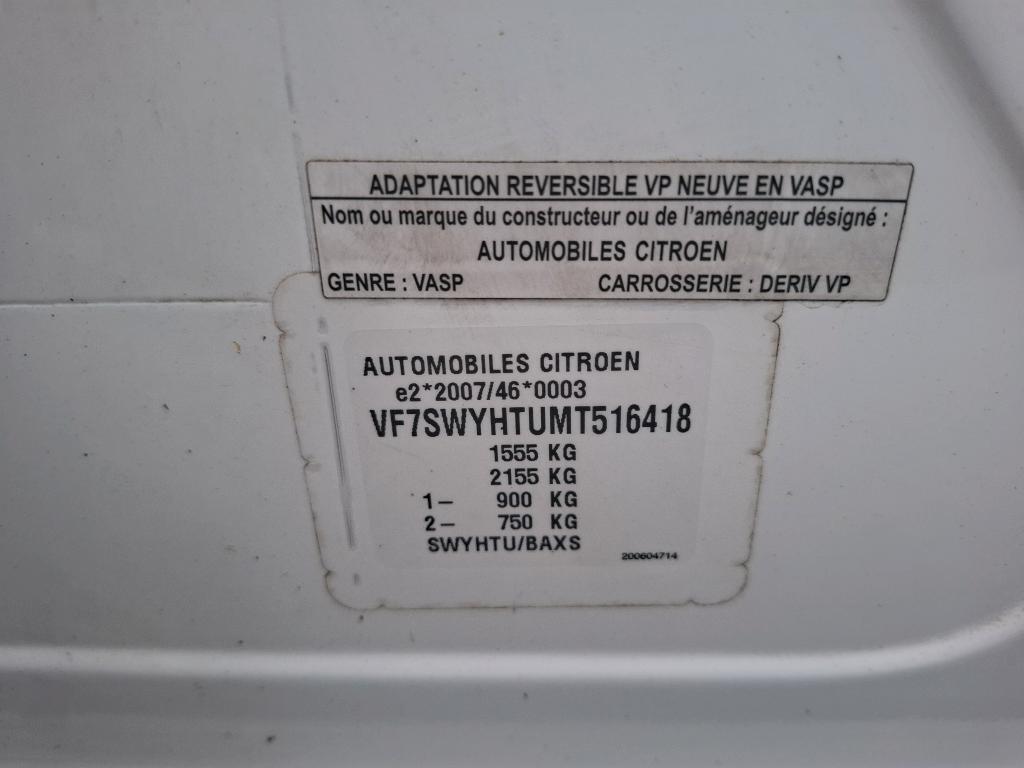 ADAPTATION REVERSIBLE VP NEUVE EN VASP
Nom ou marque du constructeur ou de l'aménageur désigné :
AUTOMOBILES CITROEN
GENRE : VASP CARROSSERIE : DERIV VP
AUTOMOBILES CITROEN
e2*2007/46*0003
VF7SWYHTUMT516418
1555 KG
2155 KG
1– 900 KG
2– 750 KG
SWYHTU/BAXS
200604714